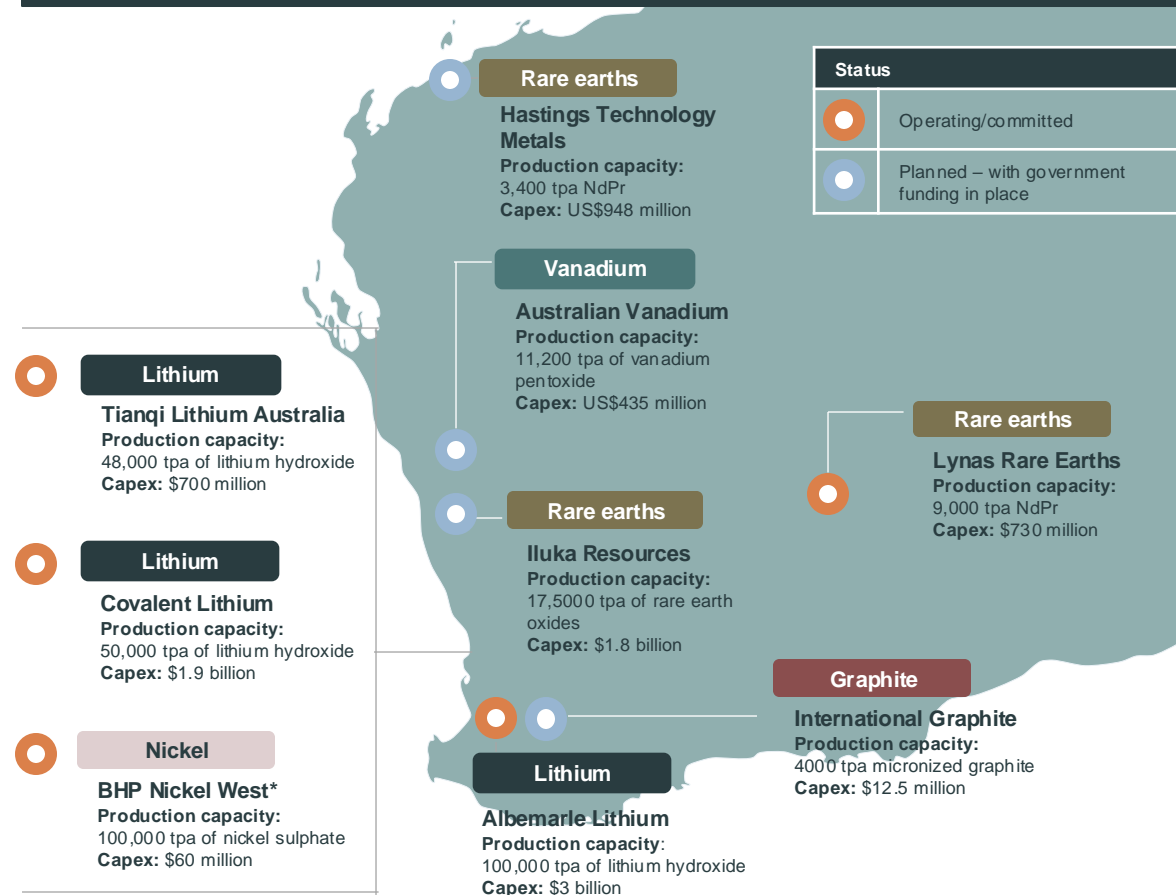 Rare earths
Hastings Technology
Metals
Production capacity:
3,400 tpa NdPr
Capex: US$948 million
Status
Operating/committed
Planned – with government
funding in place
Vanadium
Australian Vanadium
Production capacity:
11,200 tpa of vanadium
pentoxide
Capex: US$435 million
Lithium
Tianqi Lithium Australia
Production capacity:
48,000 tpa of lithium hydroxide
Capex: $700 million
Rare earths
Lynas Rare Earths
Production capacity:
9,000 tpa NdPr
Capex: $730 million
Rare earths
Iluka Resources
Production capacity:
17,5000 tpa of rare earth
oxides
Capex: $1.8 billion
Lithium
Covalent Lithium
Production capacity:
50,000 tpa of lithium hydroxide
Capex: $1.9 billion
Graphite
International Graphite
Production capacity:
4000 tpa micronized graphite
Capex: $12.5 million
Nickel
BHP Nickel West*
Production capacity:
100,000 tpa of nickel sulphate
Capex: $60 million
Lithium
Albemarle Lithium
Production capacity:
100,000 tpa of lithium hydroxide
Capex: $3 billion